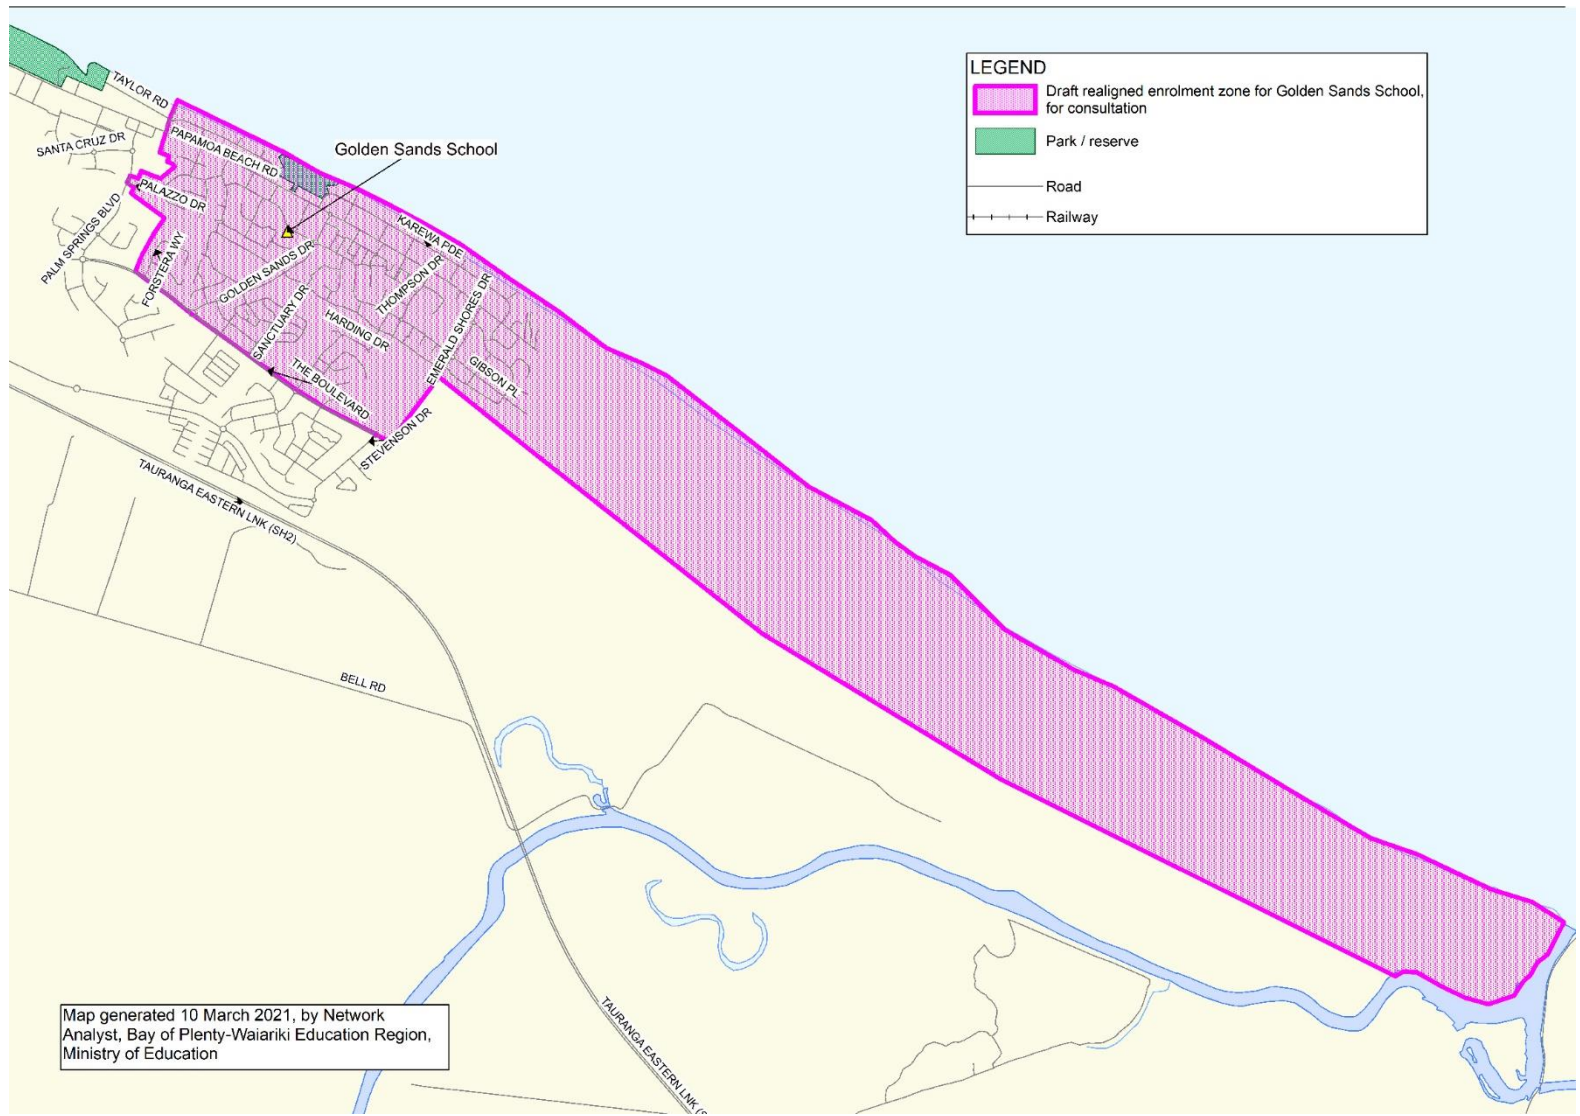 LEGEND
Draft realigned enrolment zone for Golden Sands School,
for consultation
Park / reserve
Road
Railway
TAYLOR RD
SANTA CRUZ DR
PAPAMOA BEACH RD
Golden Sands School
PALAZZO DR
PALM SPRINGS BLVD
FORSTERA WY
GOLDEN SANDS DR
KAREWA PDE
THOMPSON DR
SANCTUARY DR
HARDING DR
EMERALD SHORES DR
GIBSON PL
THE BOULEVARD
STEVENSON DR
TAURANGA EASTERN LNK (SH2)
BELL RD
TAURANGA EASTERN LNK (S
Map generated 10 March 2021, by Network
Analyst, Bay of Plenty-Waiariki Education Region,
Ministry of Education